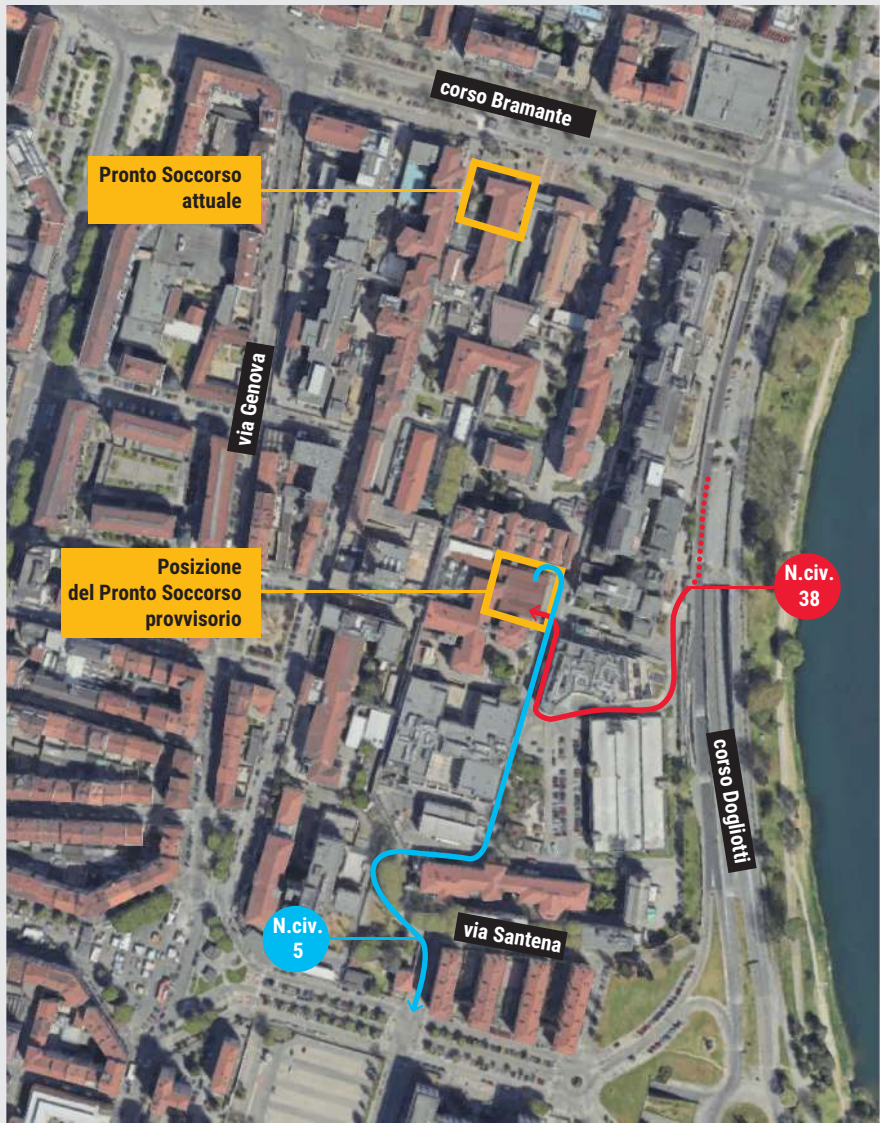 corso Bramante
Pronto Soccorso
attuale
via Genova
Posizione
del Pronto Soccorso
provvisorio
N.civ.
38
corso Dogliotti
N.civ.
5
via Santena